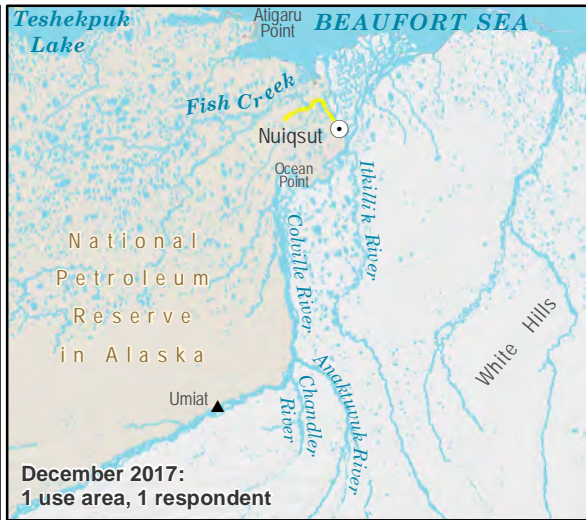 Teshekpuk
Lake
Atigaru
Point
BEAUFORT SEA
Fish Creek
Nuiqsut
Ocean
Point
Itkillik River
Colville River
National
Petroleum
Reserve
in Alaska
White Hills
Umiat
Chandler
River
Anaktuvuk River
December 2017:
1 use area, 1 respondent